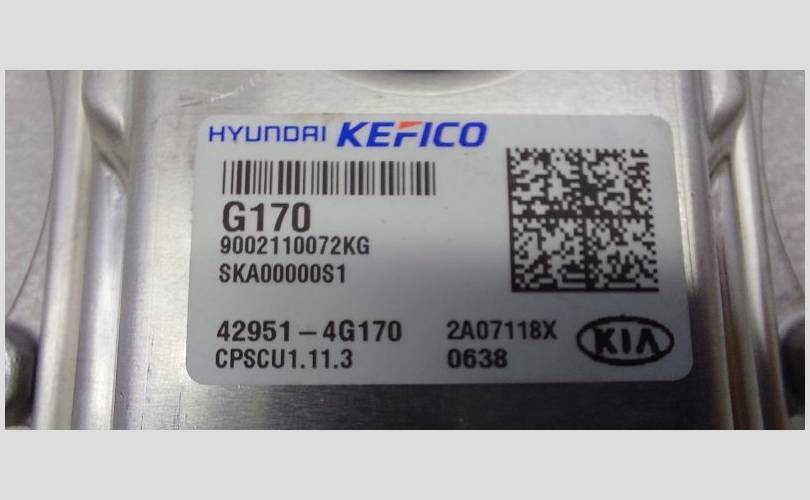 HYUNDAI KEFICO
G170
9002110072KG
SKA00000S1
42951-4G170 2A07118X
CPSCU1.11.3 0638
KIA